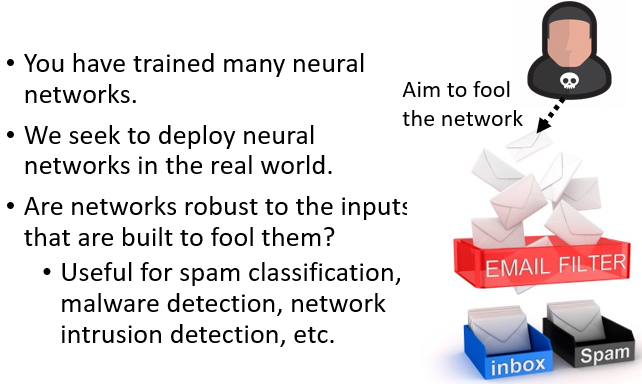 • You have trained many neural
networks.
• We seek to deploy neural
networks in the real world.
• Are networks robust to the inputs
that are built to fool them?
• Useful for spam classification,
malware detection, network
intrusion detection, etc.
Aim to fool
the network
EMAIL FILTER
inbox
Spam